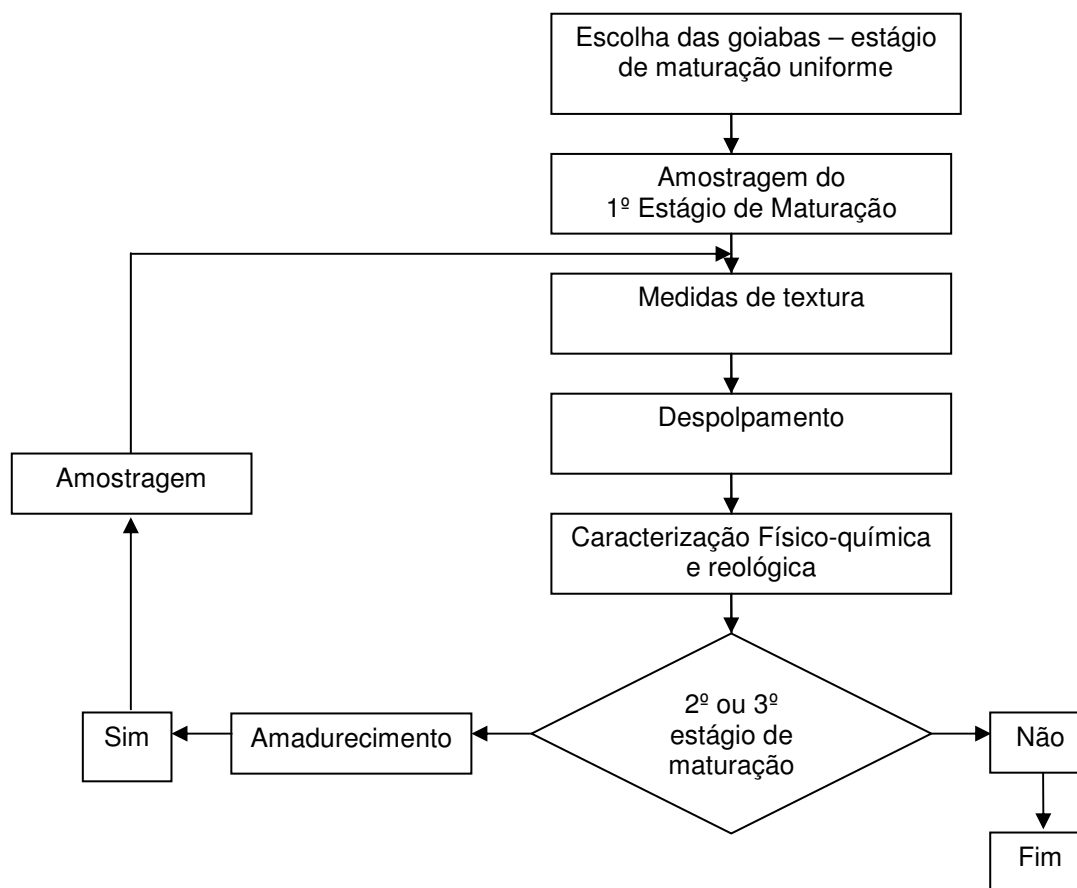 Escolha das goiabas – estágio
de maturação uniforme
Amostragem do
1º Estágio de Maturação
Medidas de textura
Despolpamento
Amostragem
Caracterização Físico-química
e reológica
2º ou 3º
estágio de
maturação
Amadurecimento
Sim
Não
Fim